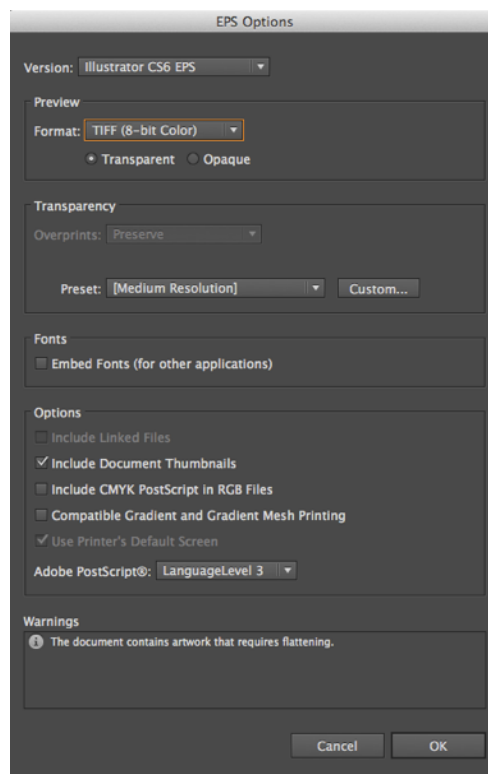 EPS Options
Version: Illustrator CS6 EPS
Preview
Format: TIFF (8-bit Color)
Transparent Opaque
Transparency
Overprints: Preserve
Preset: [Medium Resolution] Custom...
Fonts
Embed Fonts (for other applications)
Options
Include Linked Files
Include Document Thumbnails
Include CMYK PostScript in RGB Files
Compatible Gradient and Gradient Mesh Printing
Use Printer's Default Screen
Adobe PostScript®: LanguageLevel 3
Warnings
The document contains artwork that requires flattening.
Cancel OK